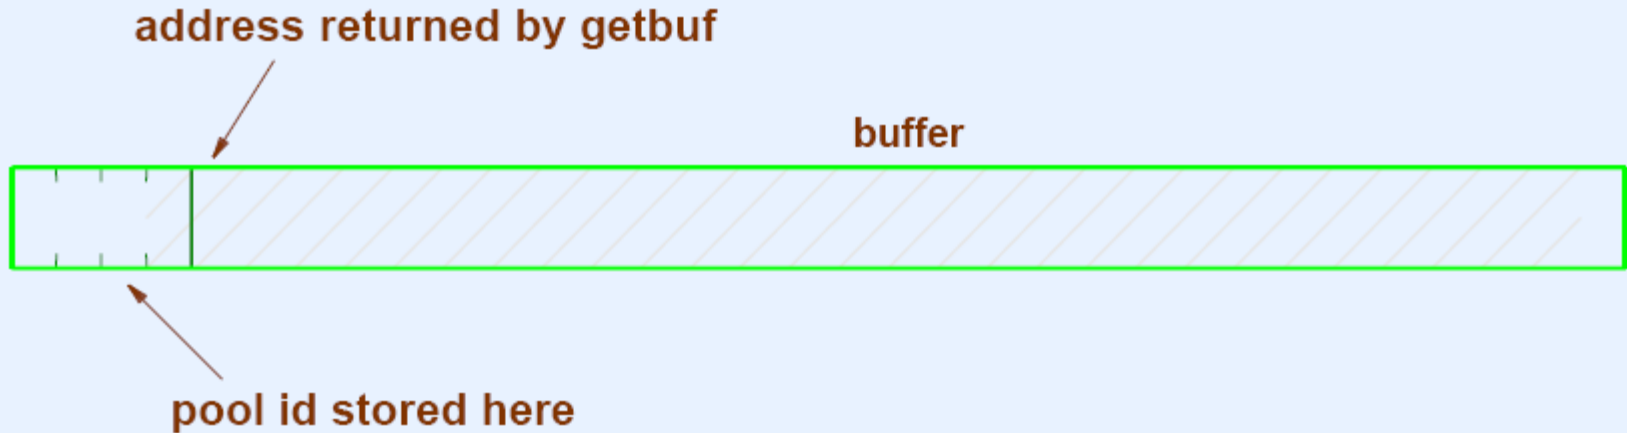 address returned by getbuf
buffer
pool id stored here